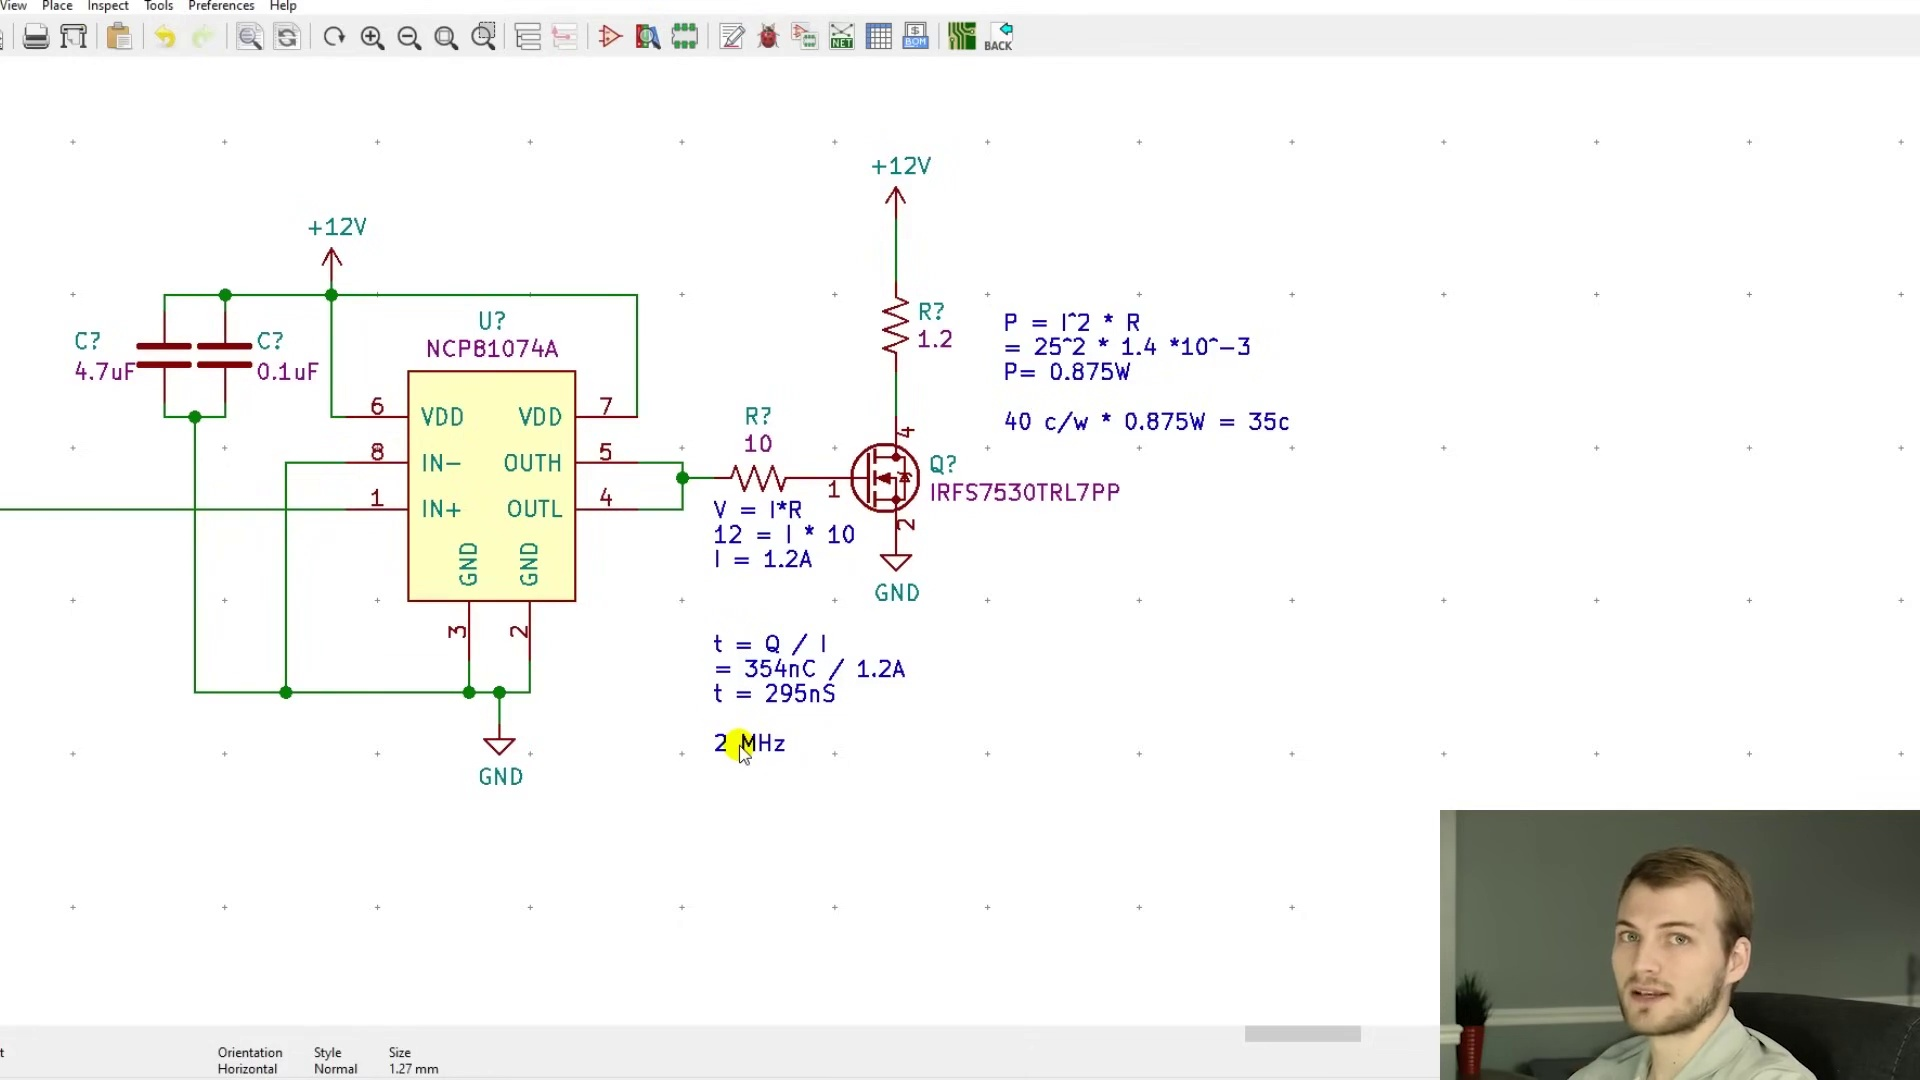 View Place Inspect Tools Preferences Help
NET
BOM
BACK
+12V
+12V
U?
NCP81074A
C?
4.7uF
C?
0.1uF
R?
1.2
P = I^2 * R
= 25^2 * 1.4 *10^-3
P= 0.875W
40 c/w * 0.875W = 35c
6 VDD VDD 7
8 IN- OUTH 5
1 IN+ OUTL 4
GND GND
3 2
R?
10
1
4
2
Q?
IRFS7530TRL7PP
GND
V = I*R
12 = I * 10
I = 1.2A
t = Q / I
= 354nC / 1.2A
t = 295nS
2 MHz
GND
t
Orientation Style Size
Horizontal Normal 1.27 mm